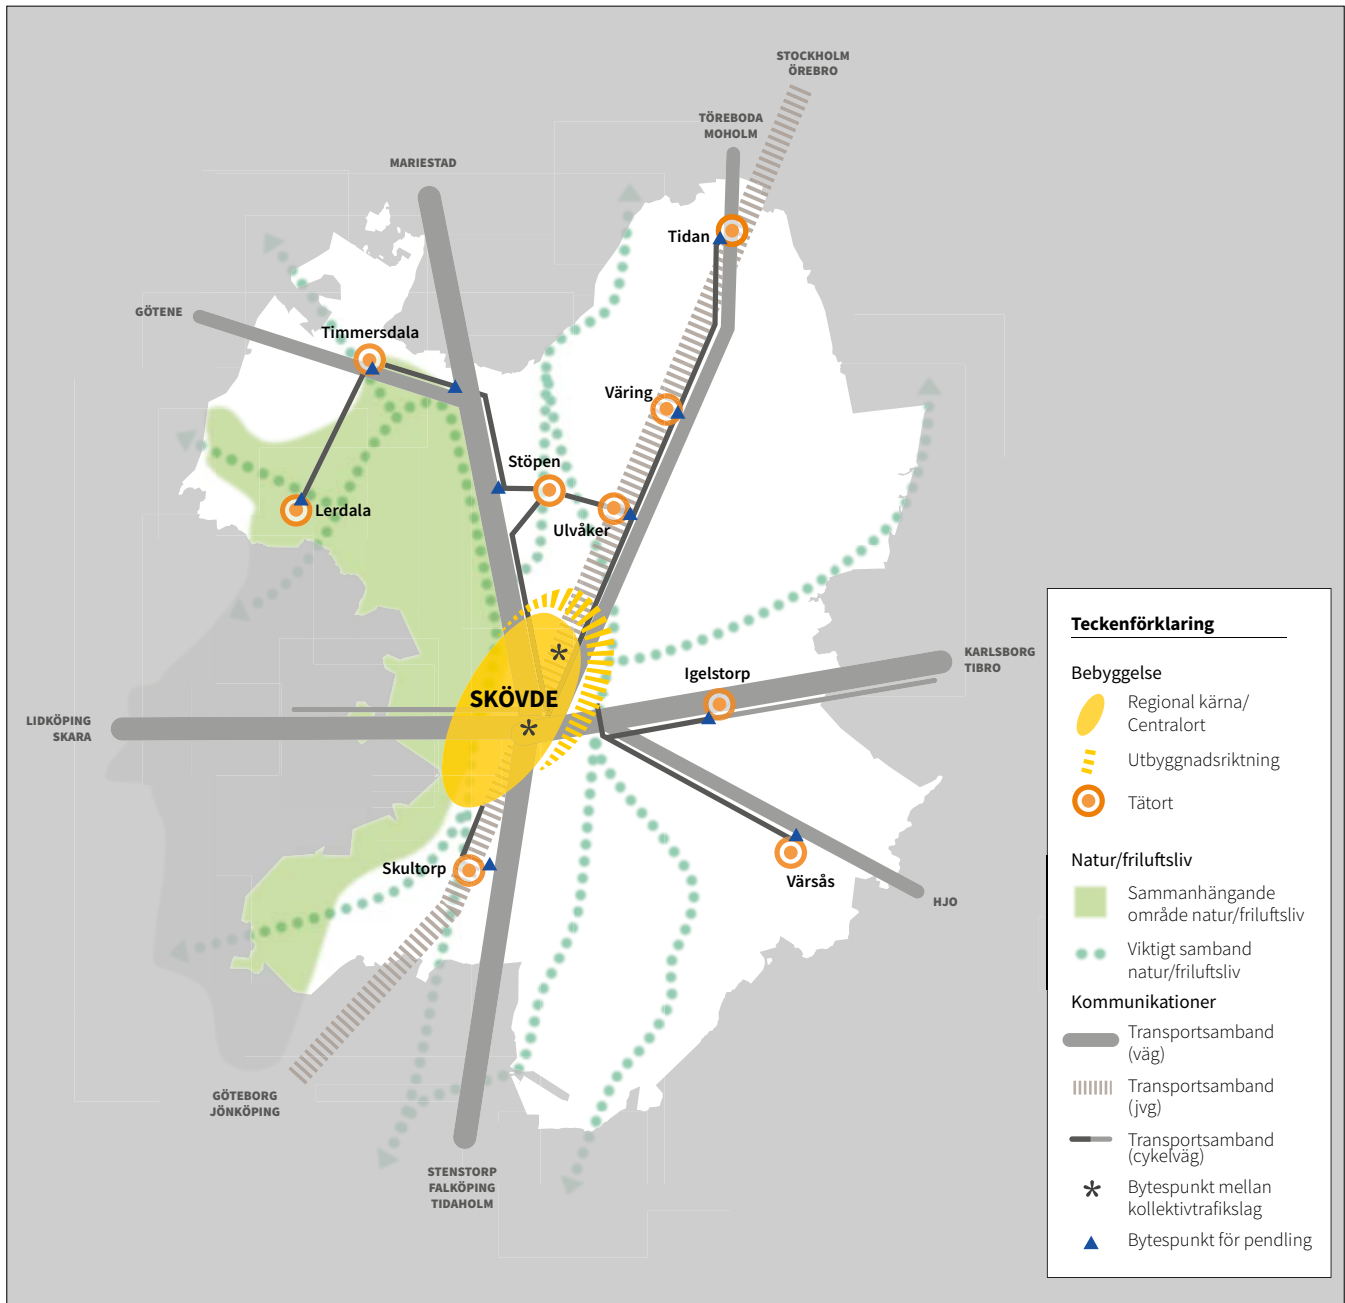 STOCKHOLM
ÖREBRO
TÖREBODA
MOHOLM
MARIESTAD
Tidan
GÖTENE
Timmersdala
Väring
Stöpen
Lerdala
Ulvåker
SKÖVDE
Igelstorp
KARLSBORG
TIBRO
LIDKÖPING
SKARA
Skultorp
Värsås
HJO
GÖTEBORG
JÖNKÖPING
STENSTORP
FALKÖPING
TIDAHOLM
Teckenförklaring
Bebyggelse
Regional kärna/
Centralort
Utbyggnadsriktning
Tätort
Natur/friluftsliv
Sammanhängande
område natur/friluftsliv
Viktigt samband
natur/friluftsliv
Kommunikationer
Transportsamband
(väg)
Transportsamband
(jvg)
Transportsamband
(cykelväg)
Bytespunkt mellan
kollektivtrafikslag
Bytespunkt för pendling